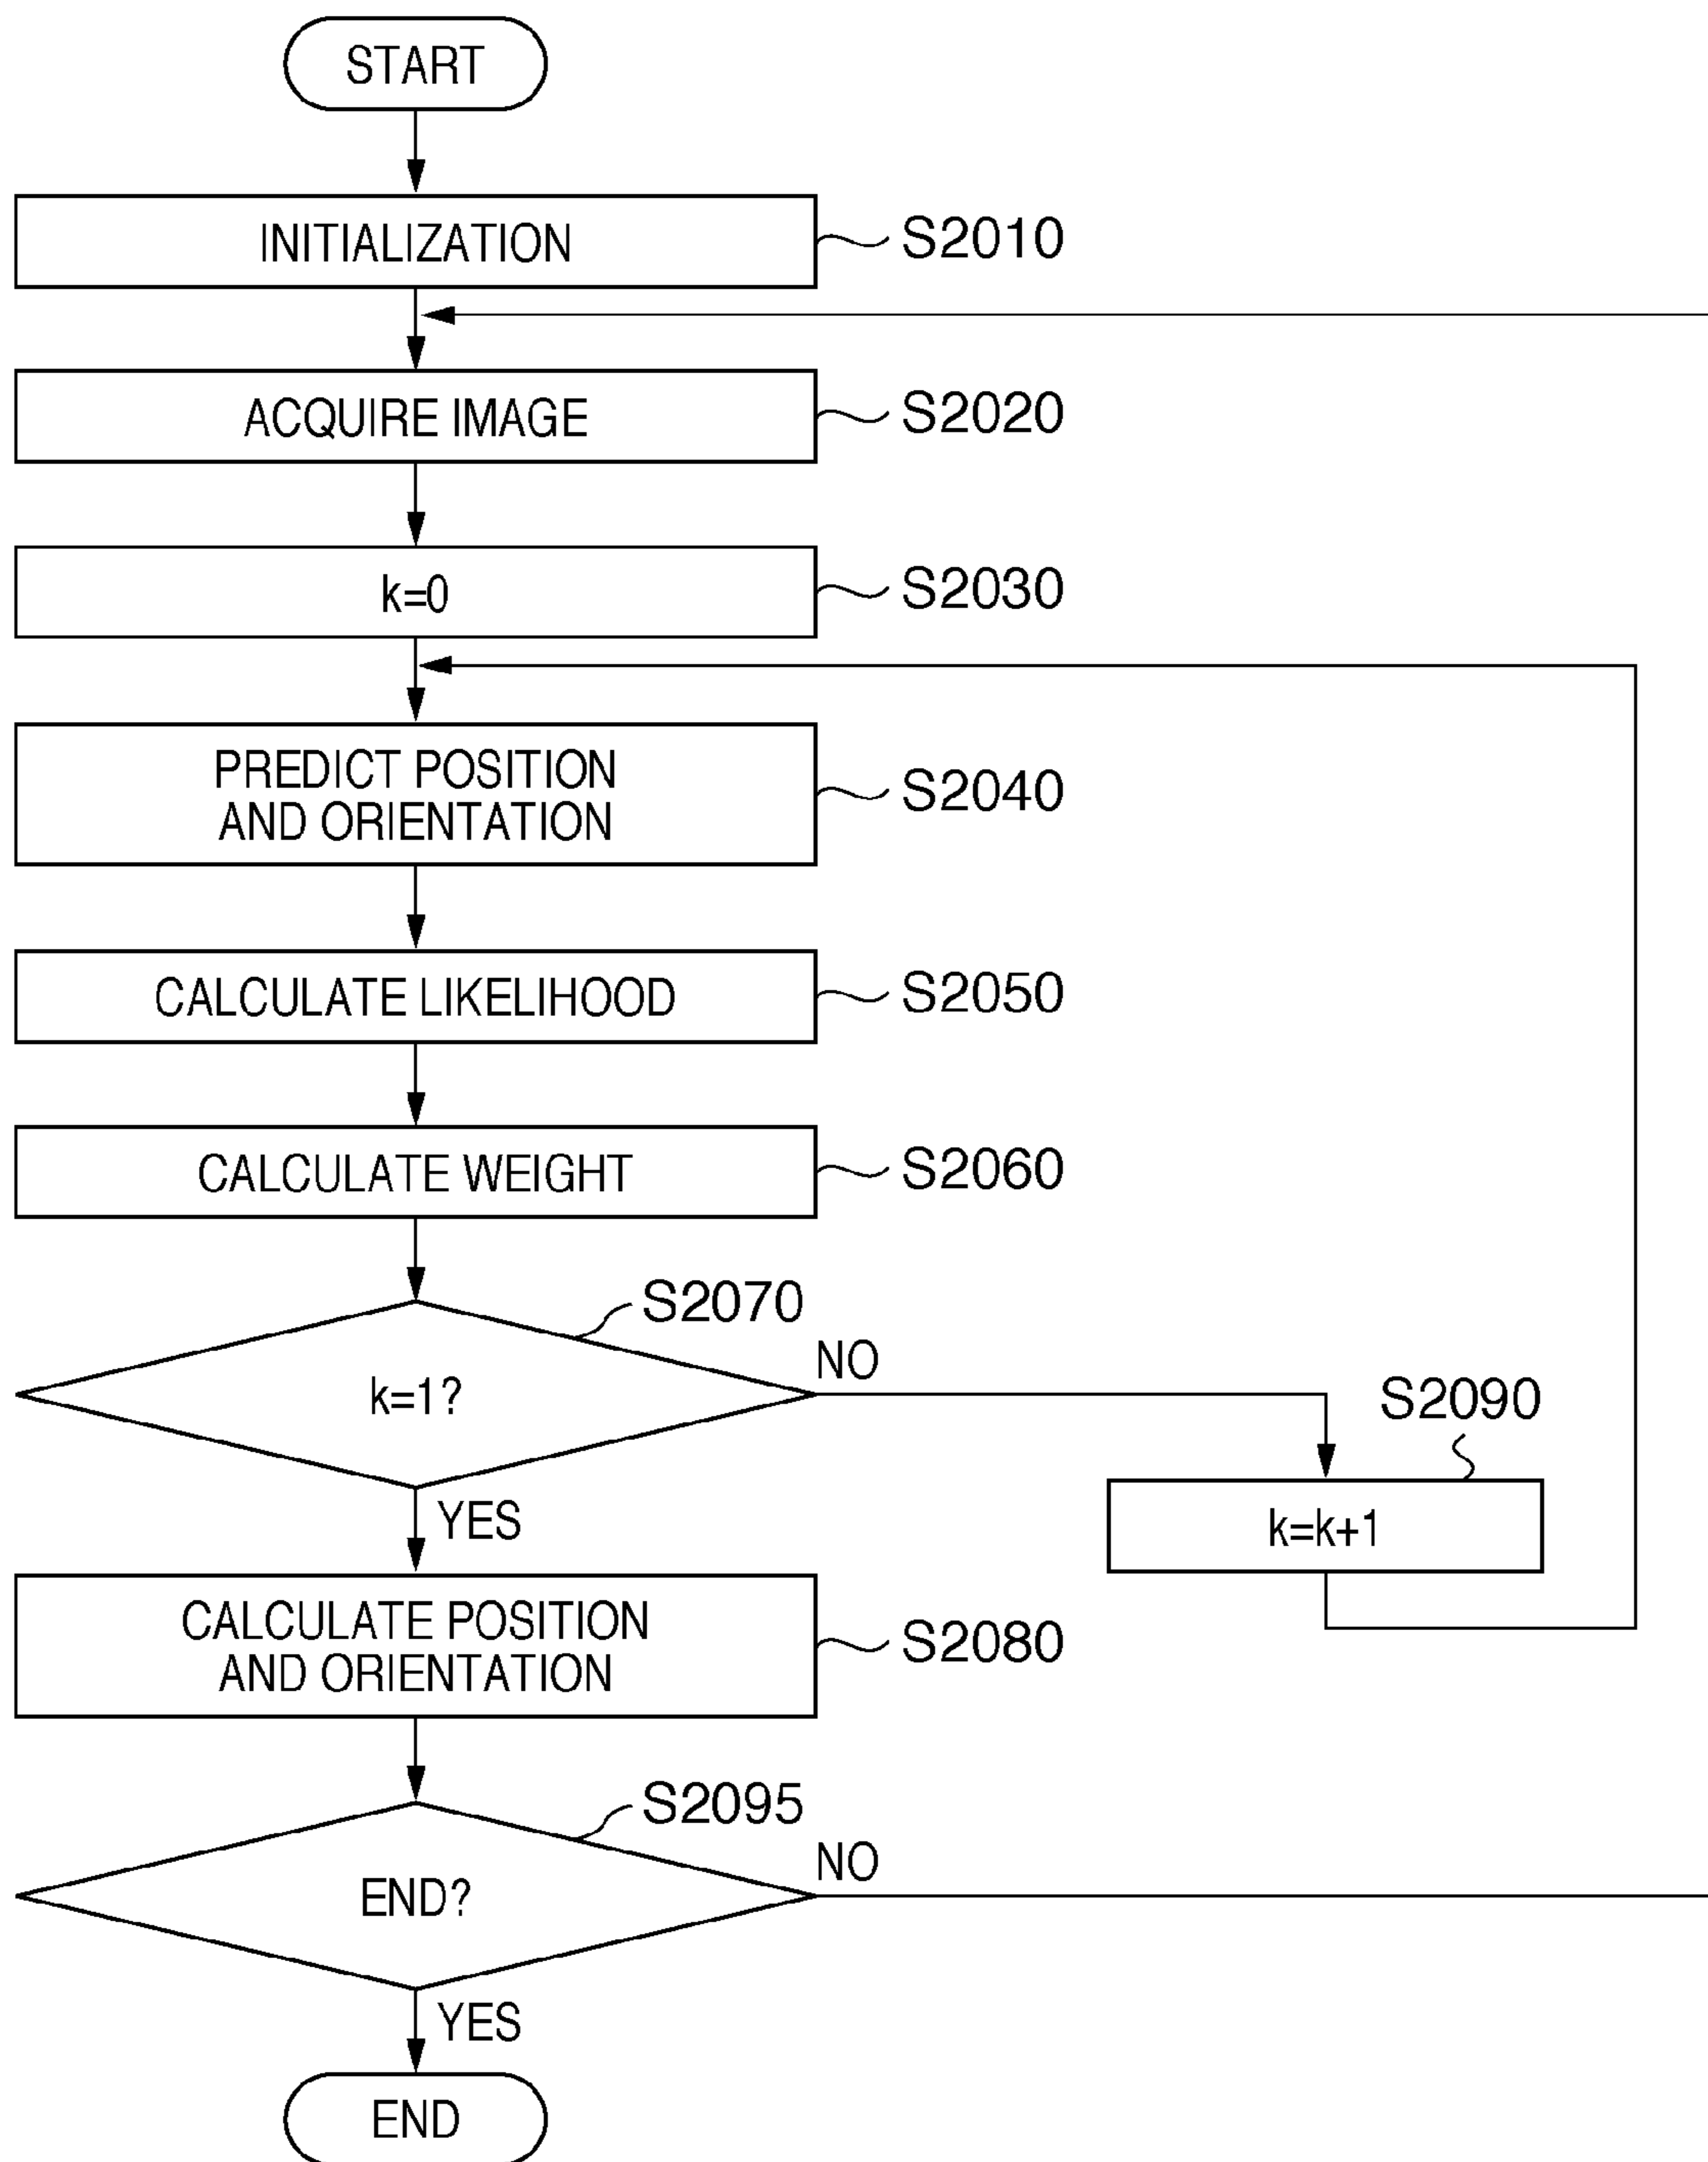 START
INITIALIZATION
S2010
ACQUIRE IMAGE
S2020
k=0
S2030
PREDICT POSITION
AND ORIENTATION
S2040
CALCULATE LIKELIHOOD
S2050
CALCULATE WEIGHT
S2060
S2070
k=1?
NO
YES
S2090
k=k+1
CALCULATE POSITION
AND ORIENTATION
S2080
S2095
END?
NO
YES
END